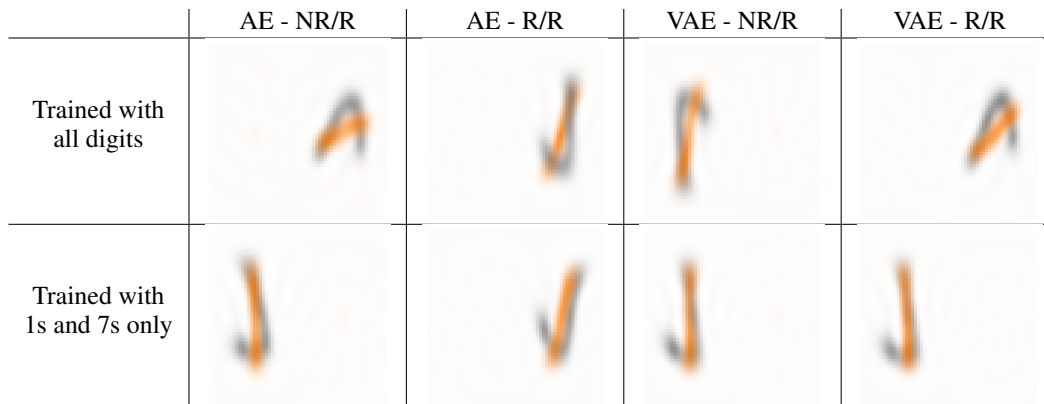 AE - NR/R AE - R/R VAE - NR/R VAE - R/R
Trained with
all digits
Trained with
1s and 7s only